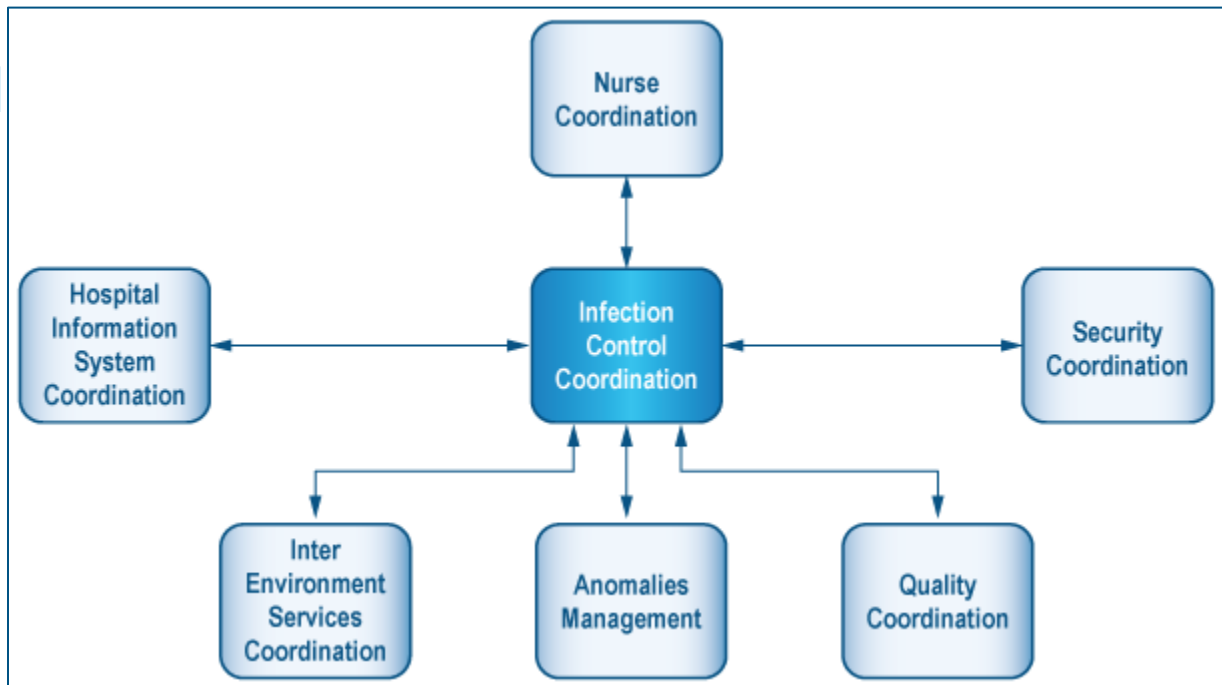 Nurse
Coordination
Hospital
Information
System
Coordination
Infection
Control
Coordination
Security
Coordination
Inter
Environment
Services
Coordination
Anomalies
Management
Quality
Coordination